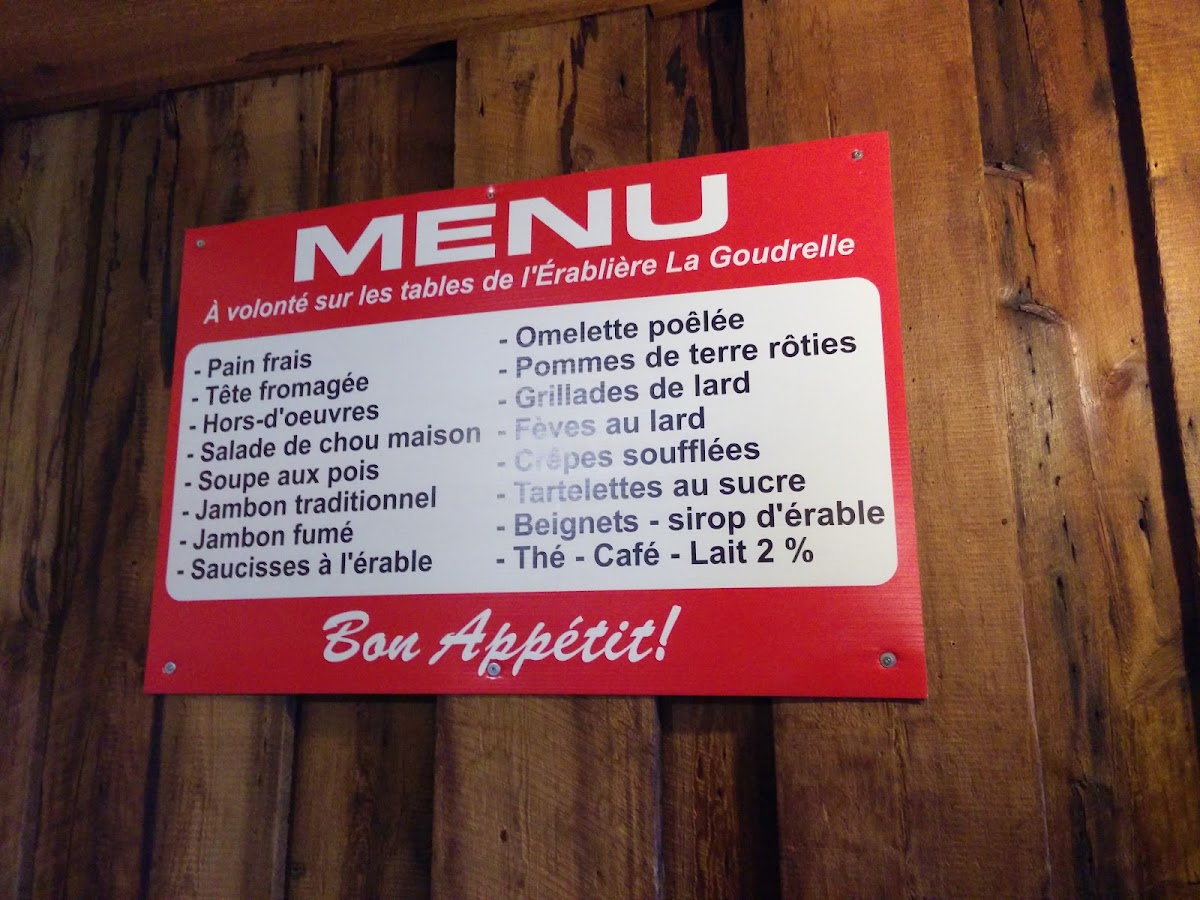 MENU
À volonté sur les tables de l'Érablière La Goudrelle
- Pain frais
- Tête fromagée
- Hors-d'oeuvres
- Salade de chou maison
- Soupe aux pois
- Jambon traditionnel
- Jambon fumé
- Saucisses à l'érable
- Omelette poêlée
- Pommes de terre rôties
- Grillades de lard
- Fèves au lard
- Crêpes soufflées
- Tartelettes au sucre
- Beignets - sirop d'érable
- Thé - Café - Lait 2 %
Bon Appétit!